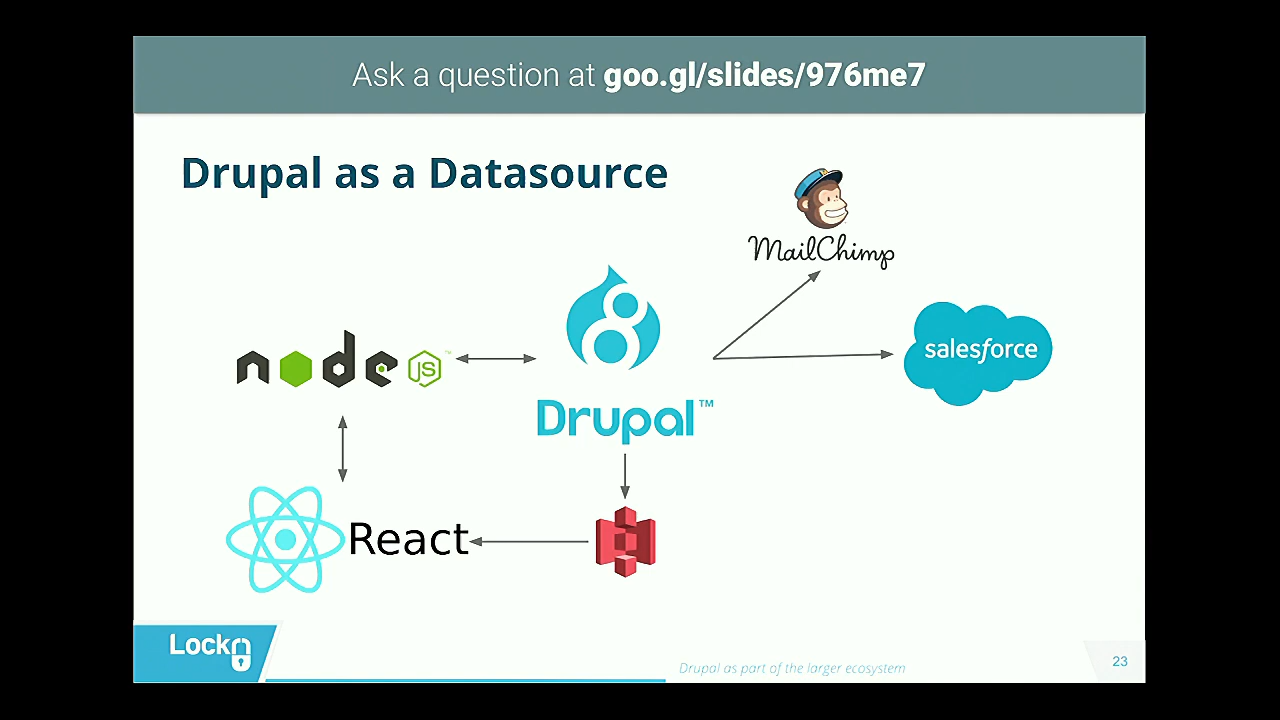 Ask a question at goo.gl/slides/976me7
Drupal as a Datasource
MailChimp
salesforce
node JS™
Drupal™
React
Lockr
Drupal as part of the larger ecosystem
23